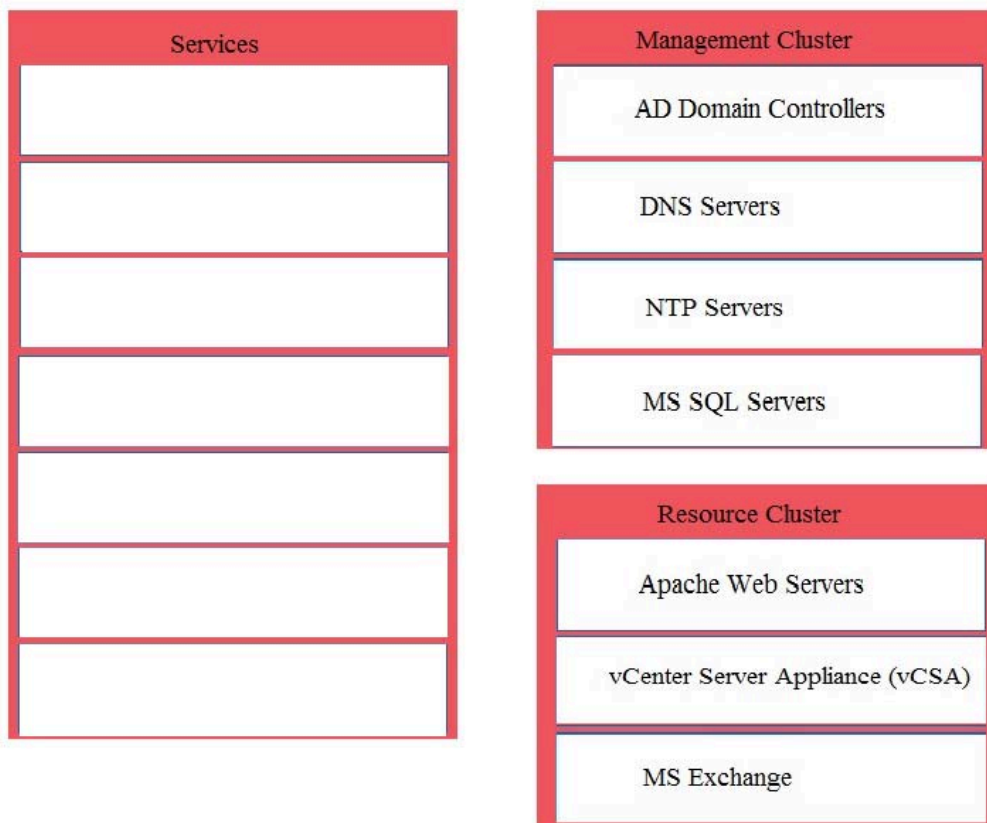 Services
Management Cluster
AD Domain Controllers
DNS Servers
NTP Servers
MS SQL Servers
Resource Cluster
Apache Web Servers
vCenter Server Appliance (vCSA)
MS Exchange